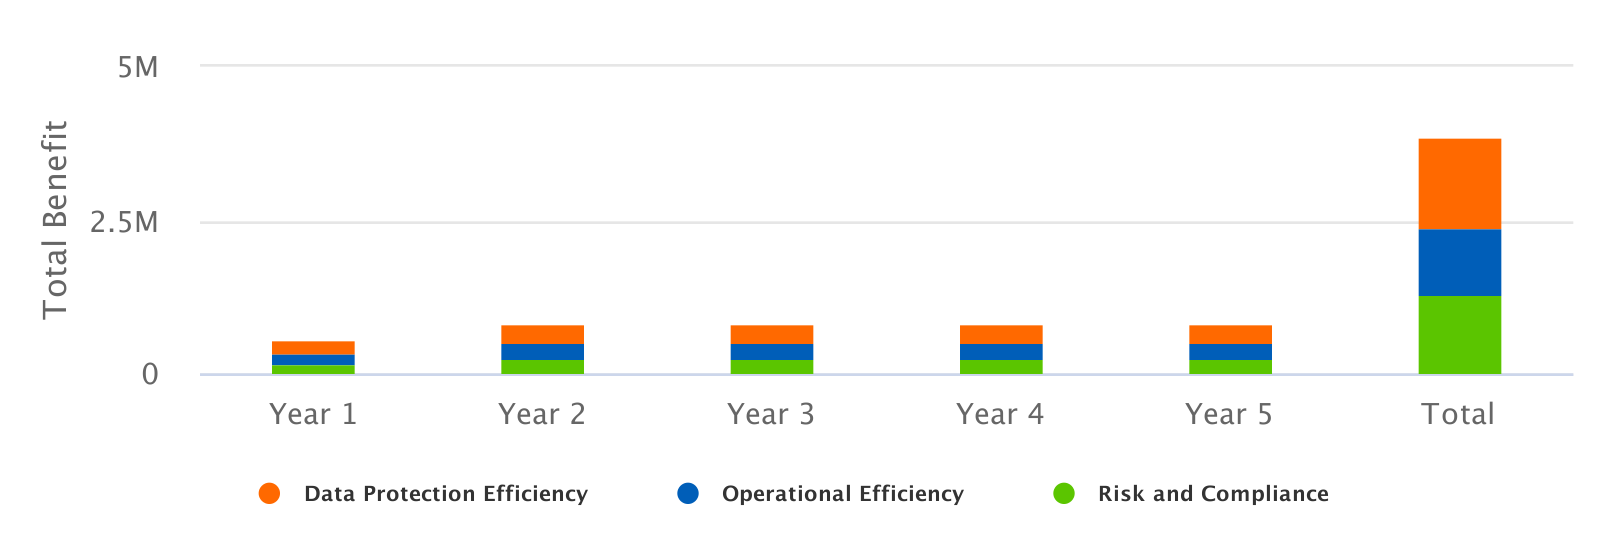 5M
2.5M
0
Total Benefit
Year 1 Year 2 Year 3 Year 4 Year 5 Total
Data Protection Efficiency Operational Efficiency Risk and Compliance